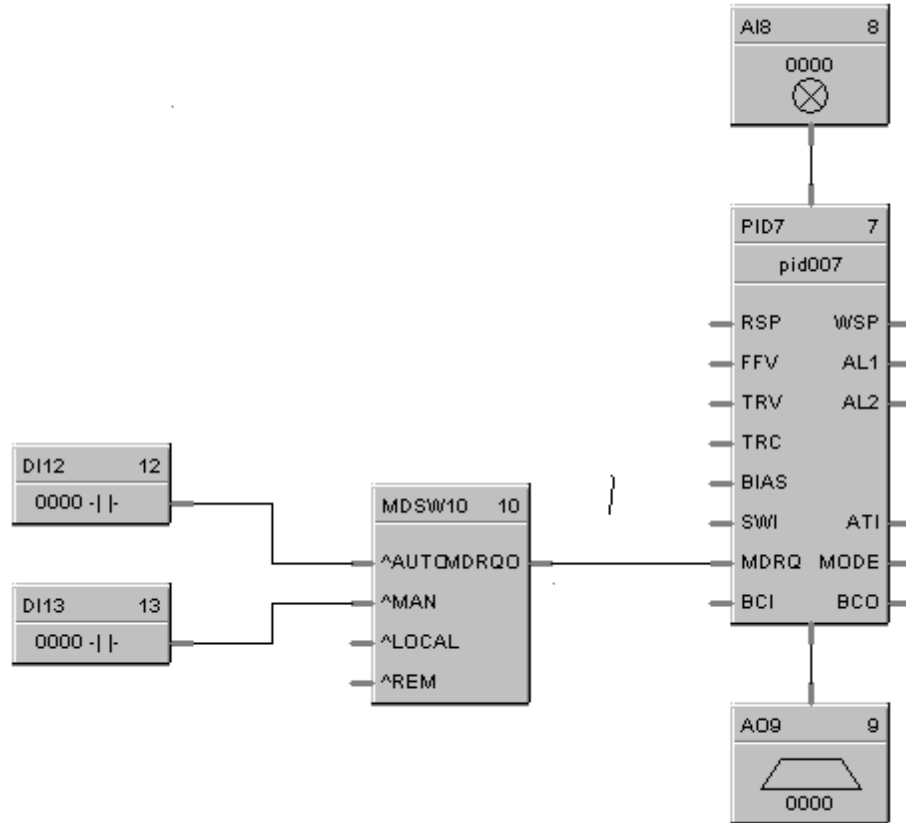 AI8 8
0000
PID7 7
pid007
RSP WSP
FFV AL1
TRV AL2
TRC
BIAS
SWI ATI
MDRQ MODE
BCI BCO
DI12 12
0000 -| |-
DI13 13
0000 -| |-
MDSW10 10
^AUTOMDRQO
^MAN
^LOCAL
^REM
AO9 9
0000